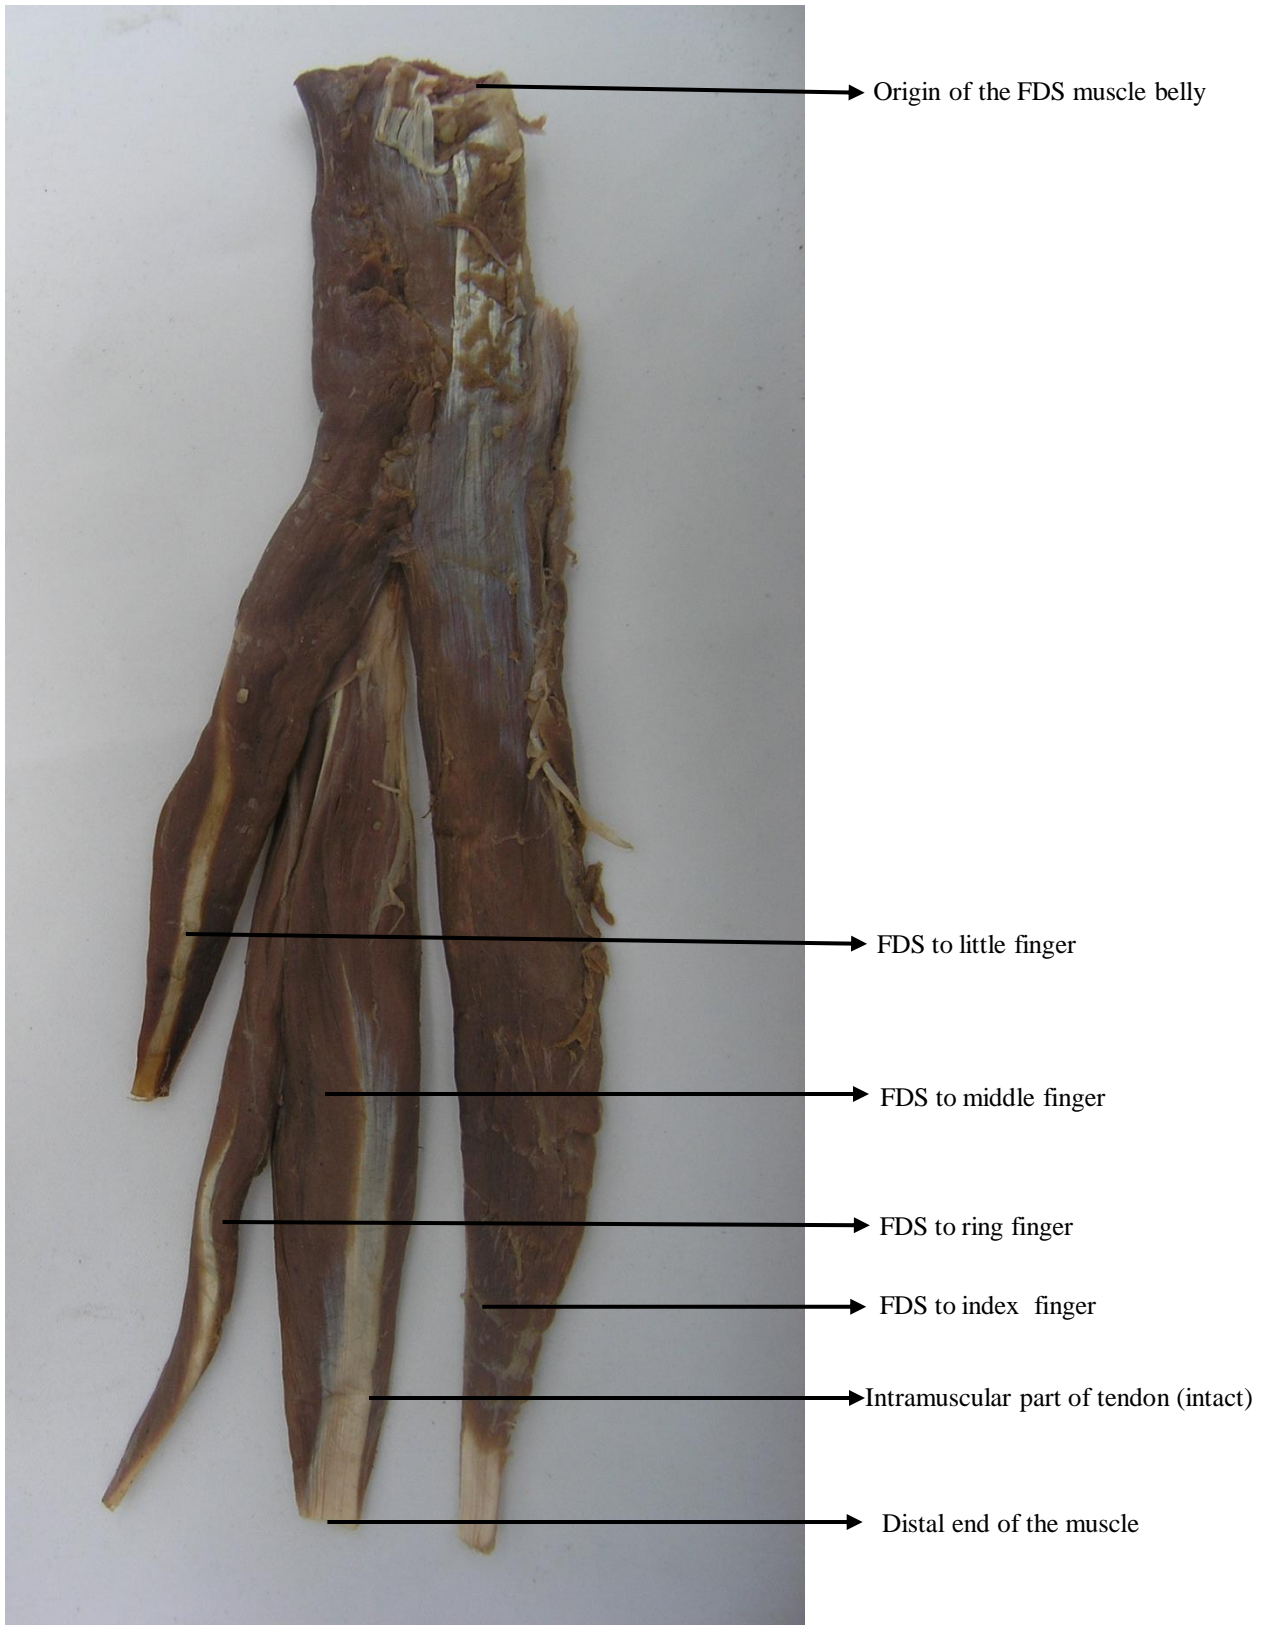 Origin of the FDS muscle belly
FDS to little finger
FDS to middle finger
FDS to ring finger
FDS to index finger
Intramuscular part of tendon (intact)
Distal end of the muscle